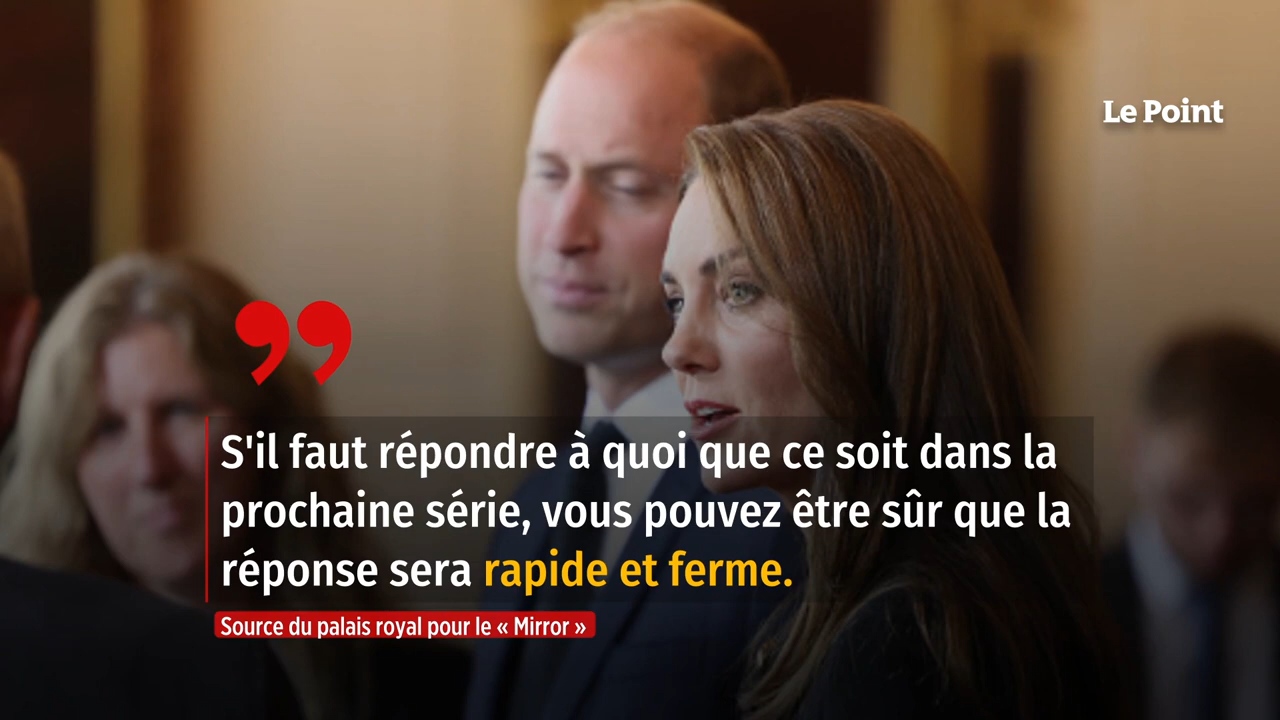 Le Point
S'il faut répondre à quoi que ce soit dans la
prochaine série, vous pouvez être sûr que la
réponse sera rapide et ferme.
Source du palais royal pour le « Mirror »